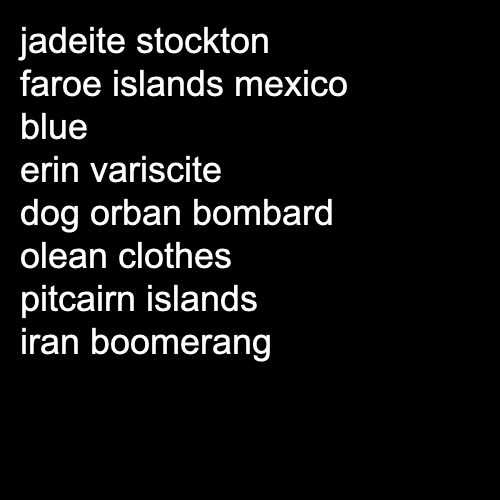 jadeite stockton
faroe islands mexico
blue
erin variscite
dog orban bombard
olean clothes
pitcairn islands
iran boomerang